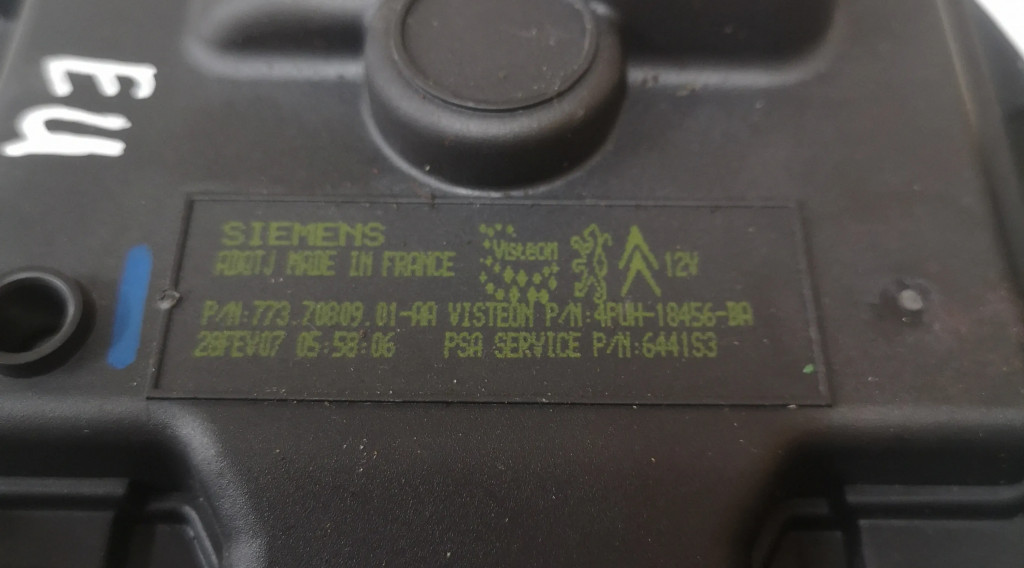 E4
SIEMENS
Visteon
ADQTJ MADE IN FRANCE
12V
P/N:773.70809.01-AA VISTEON P/N:4PUH-18456-BA
28FEV07 05:58:06 PSA SERVICE P/N:6441S3